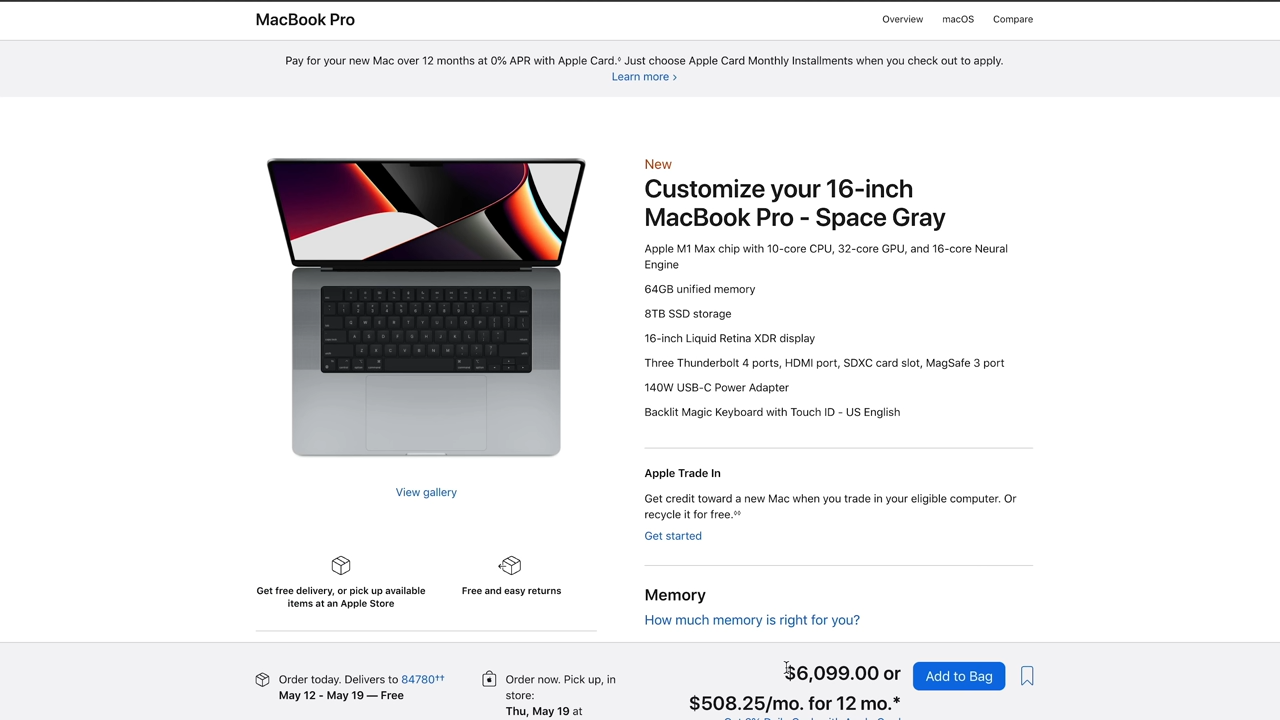 MacBook Pro
Overview
macOS
Compare
Pay for your new Mac over 12 months at 0% APR with Apple Card.◊ Just choose Apple Card Monthly Installments when you check out to apply.
Learn more ›
New
Customize your 16-inch
MacBook Pro - Space Gray
Apple M1 Max chip with 10-core CPU, 32-core GPU, and 16-core Neural
Engine
64GB unified memory
8TB SSD storage
16-inch Liquid Retina XDR display
Three Thunderbolt 4 ports, HDMI port, SDXC card slot, MagSafe 3 port
140W USB-C Power Adapter
Backlit Magic Keyboard with Touch ID - US English
View gallery
Apple Trade In
Get credit toward a new Mac when you trade in your eligible computer. Or
recycle it for free.◊◊
Get started
Get free delivery, or pick up available
items at an Apple Store
Free and easy returns
Memory
How much memory is right for you?
Order today. Delivers to 84780††
May 12 - May 19 — Free
Order now. Pick up, in
store:
Thu, May 19 at
$6,099.00 or
$508.25/mo. for 12 mo.*
Add to Bag